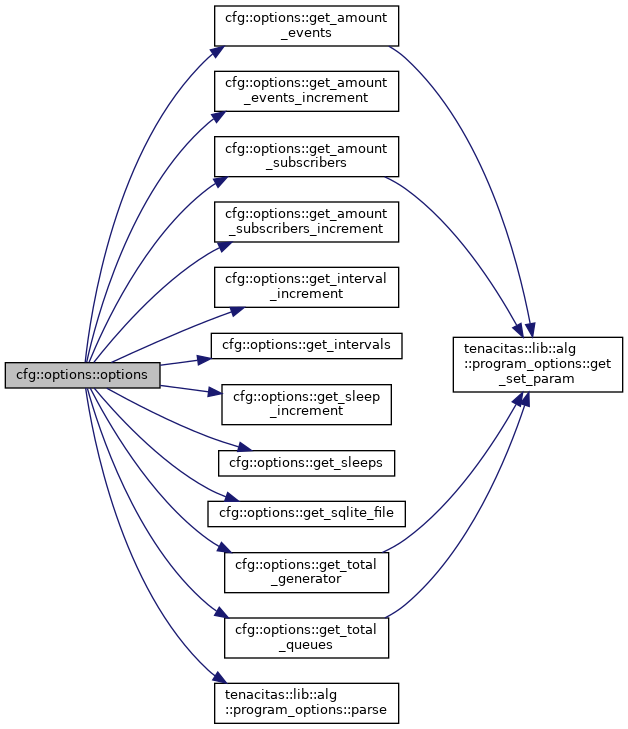 cfg::options::get_amount
_events
cfg::options::get_amount
_events_increment
cfg::options::get_amount
_subscribers
cfg::options::get_amount
_subscribers_increment
cfg::options::get_interval
_increment
cfg::options::get_intervals
cfg::options::options
tenacitas::lib::alg
::program_options::get
_set_param
cfg::options::get_sleep
_increment
cfg::options::get_sleeps
cfg::options::get_sqlite_file
cfg::options::get_total
_generator
cfg::options::get_total
_queues
tenacitas::lib::alg
::program_options::parse